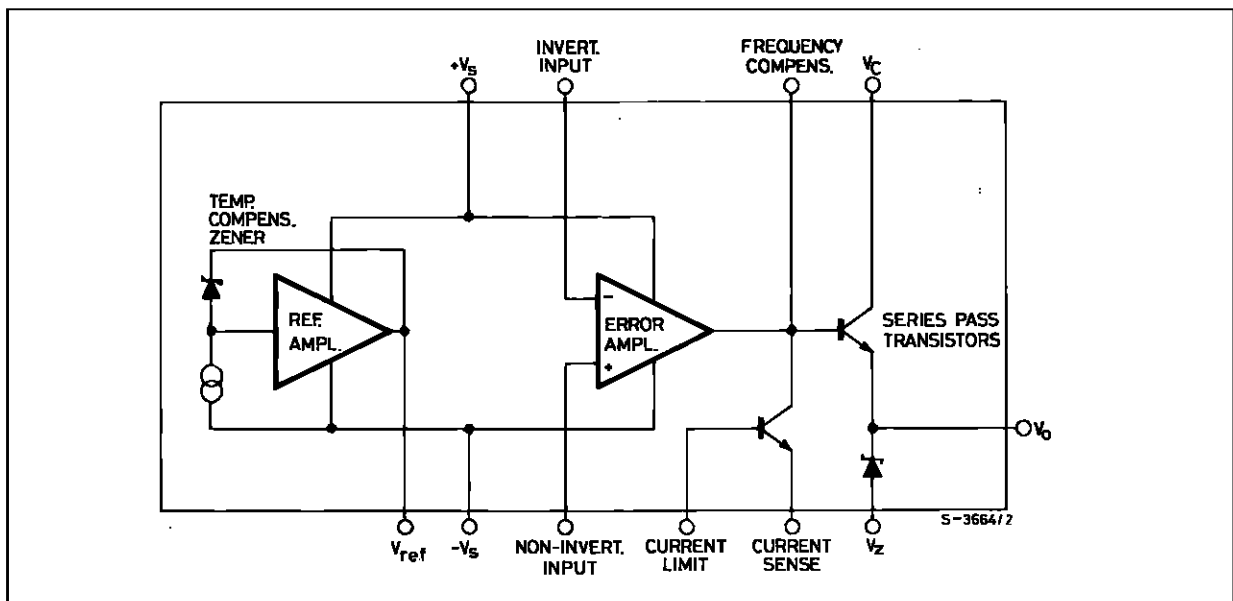 +Vs
INVERT.
INPUT
FREQUENCY
COMPENS.
VC
TEMP.
COMPENS.
ZENER
REF.
AMPL.
−
ERROR
AMPL.
+
SERIES PASS
TRANSISTORS
Vo
S-3664/2
Vref
-Vs
NON-INVERT.
INPUT
CURRENT
LIMIT
CURRENT
SENSE
VZ